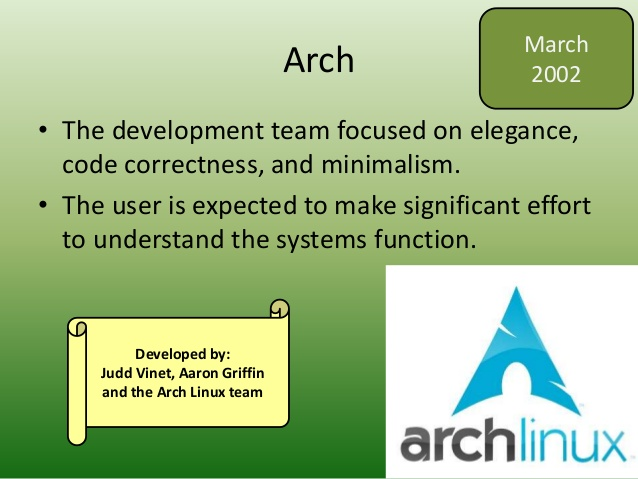 Arch
March
2002
• The development team focused on elegance,
code correctness, and minimalism.
• The user is expected to make significant effort
to understand the systems function.
Developed by:
Judd Vinet, Aaron Griffin
and the Arch Linux team
archlinux